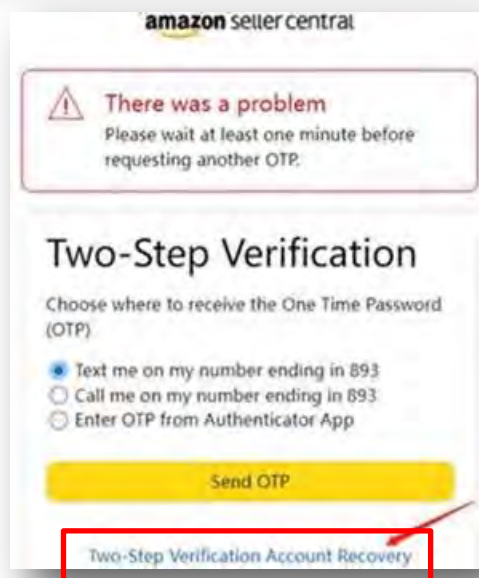 amazon seller central
There was a problem
Please wait at least one minute before
requesting another OTP.
Two-Step Verification
Choose where to receive the One Time Password
(OTP)
Text me on my number ending in 893
Call me on my number ending in 893
Enter OTP from Authenticator App
Send OTP
Two-Step Verification Account Recovery